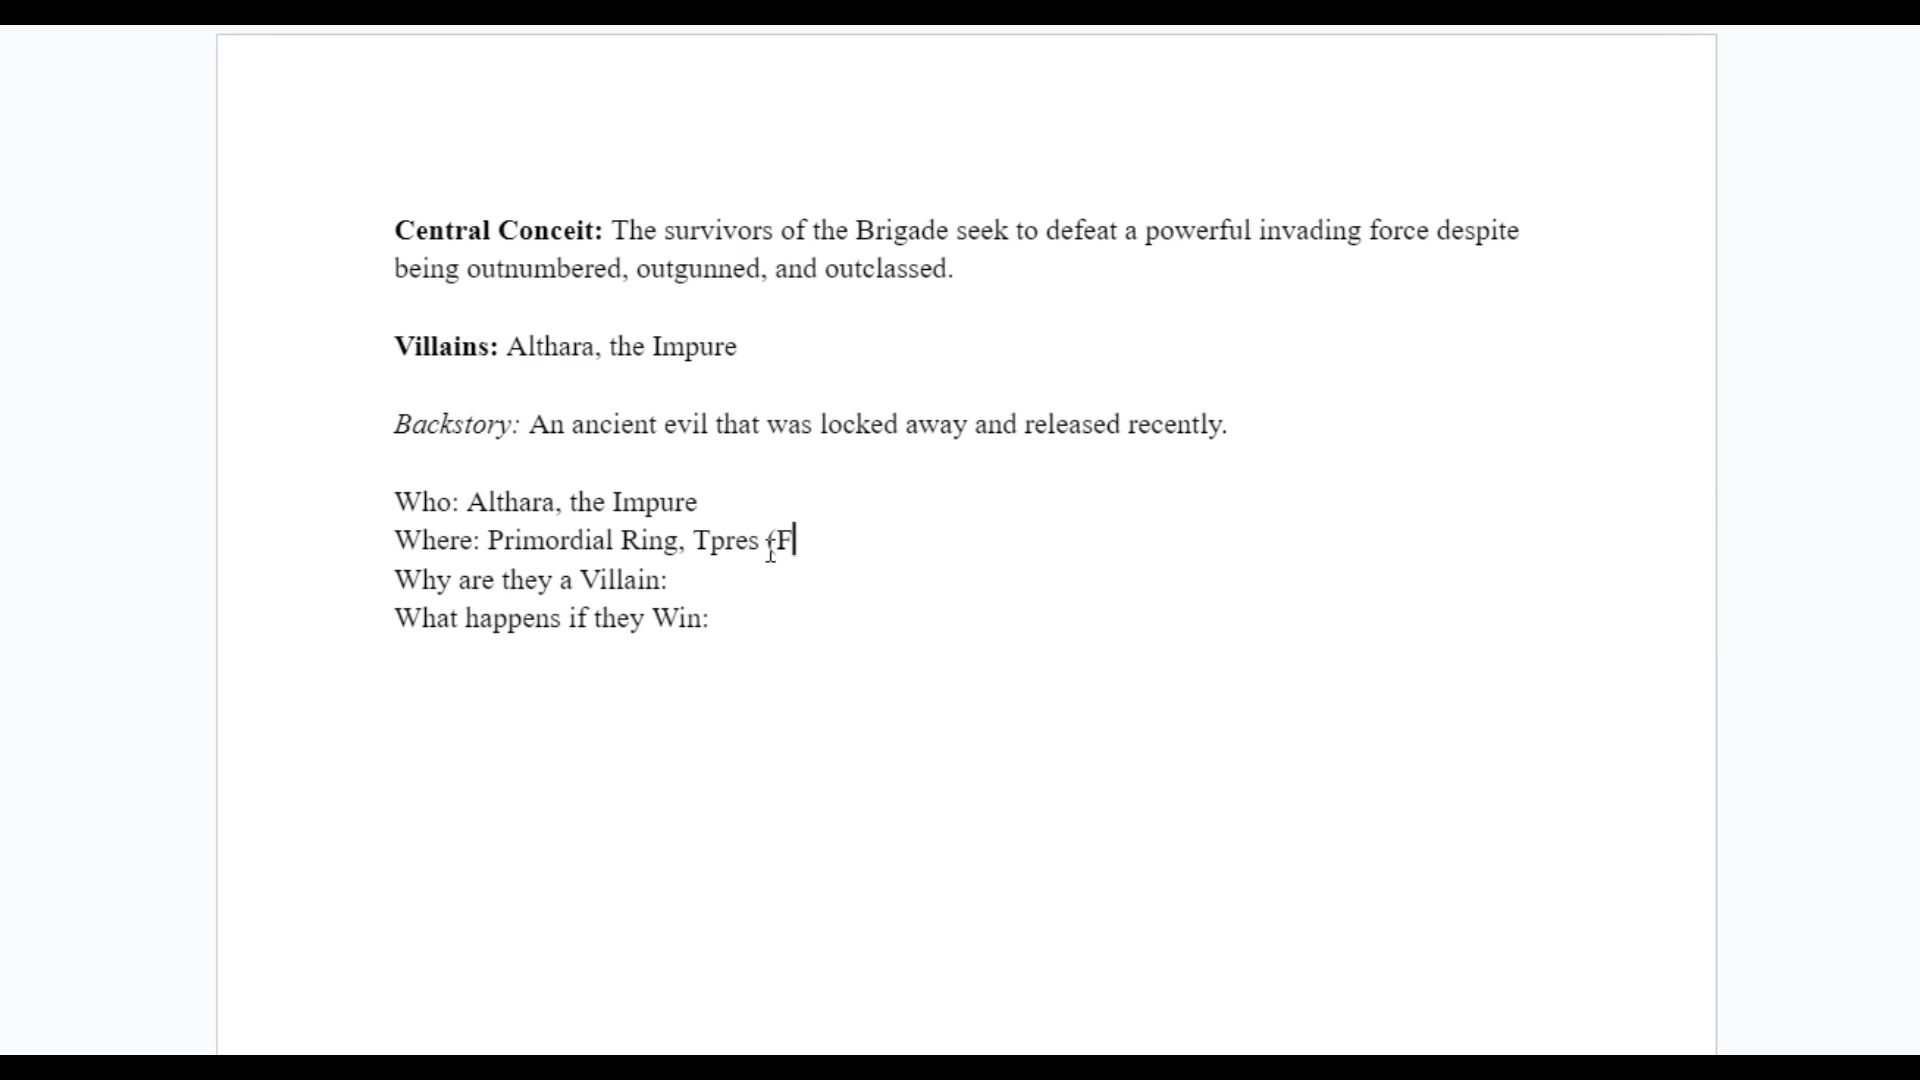 Central Conceit: The survivors of the Brigade seek to defeat a powerful invading force despite
being outnumbered, outgunned, and outclassed.
Villains: Althara, the Impure
Backstory: An ancient evil that was locked away and released recently.
Who: Althara, the Impure
Where: Primordial Ring, Tpres (F
Why are they a Villain:
What happens if they Win: